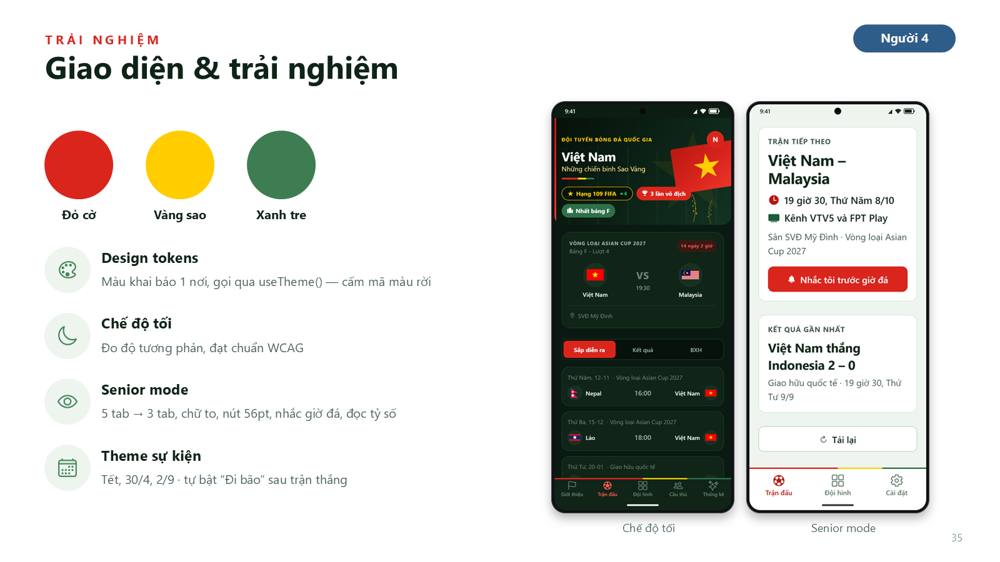 TRẢI NGHIỆM
Giao diện & trải nghiệm
Người 4
Đỏ cờ
Vàng sao
Xanh tre
Design tokens
Màu khai báo 1 nơi, gọi qua useTheme() — cấm mã màu rời
Chế độ tối
Đo độ tương phản, đạt chuẩn WCAG
Senior mode
5 tab → 3 tab, chữ to, nút 56pt, nhắc giờ đá, đọc tỷ số
Theme sự kiện
Tết, 30/4, 2/9 · tự bật “Đi bão” sau trận thắng
9:41
ĐỘI TUYỂN BÓNG ĐÁ QUỐC GIA
N
Việt Nam
Những chiến binh Sao Vàng
Hạng 109 FIFA ▲4
3 lần vô địch
Nhất bảng F
VÒNG LOẠI ASIAN CUP 2027
Bảng F - Lượt 4
14 ngày 2 giờ
VS
19:30
Việt Nam
Malaysia
SVĐ Mỹ Đình
Sắp diễn ra
Kết quả
BXH
Thứ Năm, 12-11 · Vòng loại Asian Cup 2027
Nepal
16:00
Việt Nam
Thứ Ba, 15-12 · Vòng loại Asian Cup 2027
Lào
18:00
Việt Nam
Thứ Tư, 20-01 · Giao hữu quốc tế
Giới thiệu
Trận đấu
Đội hình
Cầu thủ
Thống kê
Chế độ tối
9:41
TRẬN TIẾP THEO
Việt Nam –
Malaysia
19 giờ 30, Thứ Năm 8/10
Kênh VTV5 và FPT Play
Sân SVĐ Mỹ Đình · Vòng loại Asian
Cup 2027
Nhắc tôi trước giờ đá
KẾT QUẢ GẦN NHẤT
Việt Nam thắng
Indonesia 2 – 0
Giao hữu quốc tế · 19 giờ 30, Thứ
Tư 9/9
Tải lại
Trận đấu
Đội hình
Cài đặt
Senior mode
35